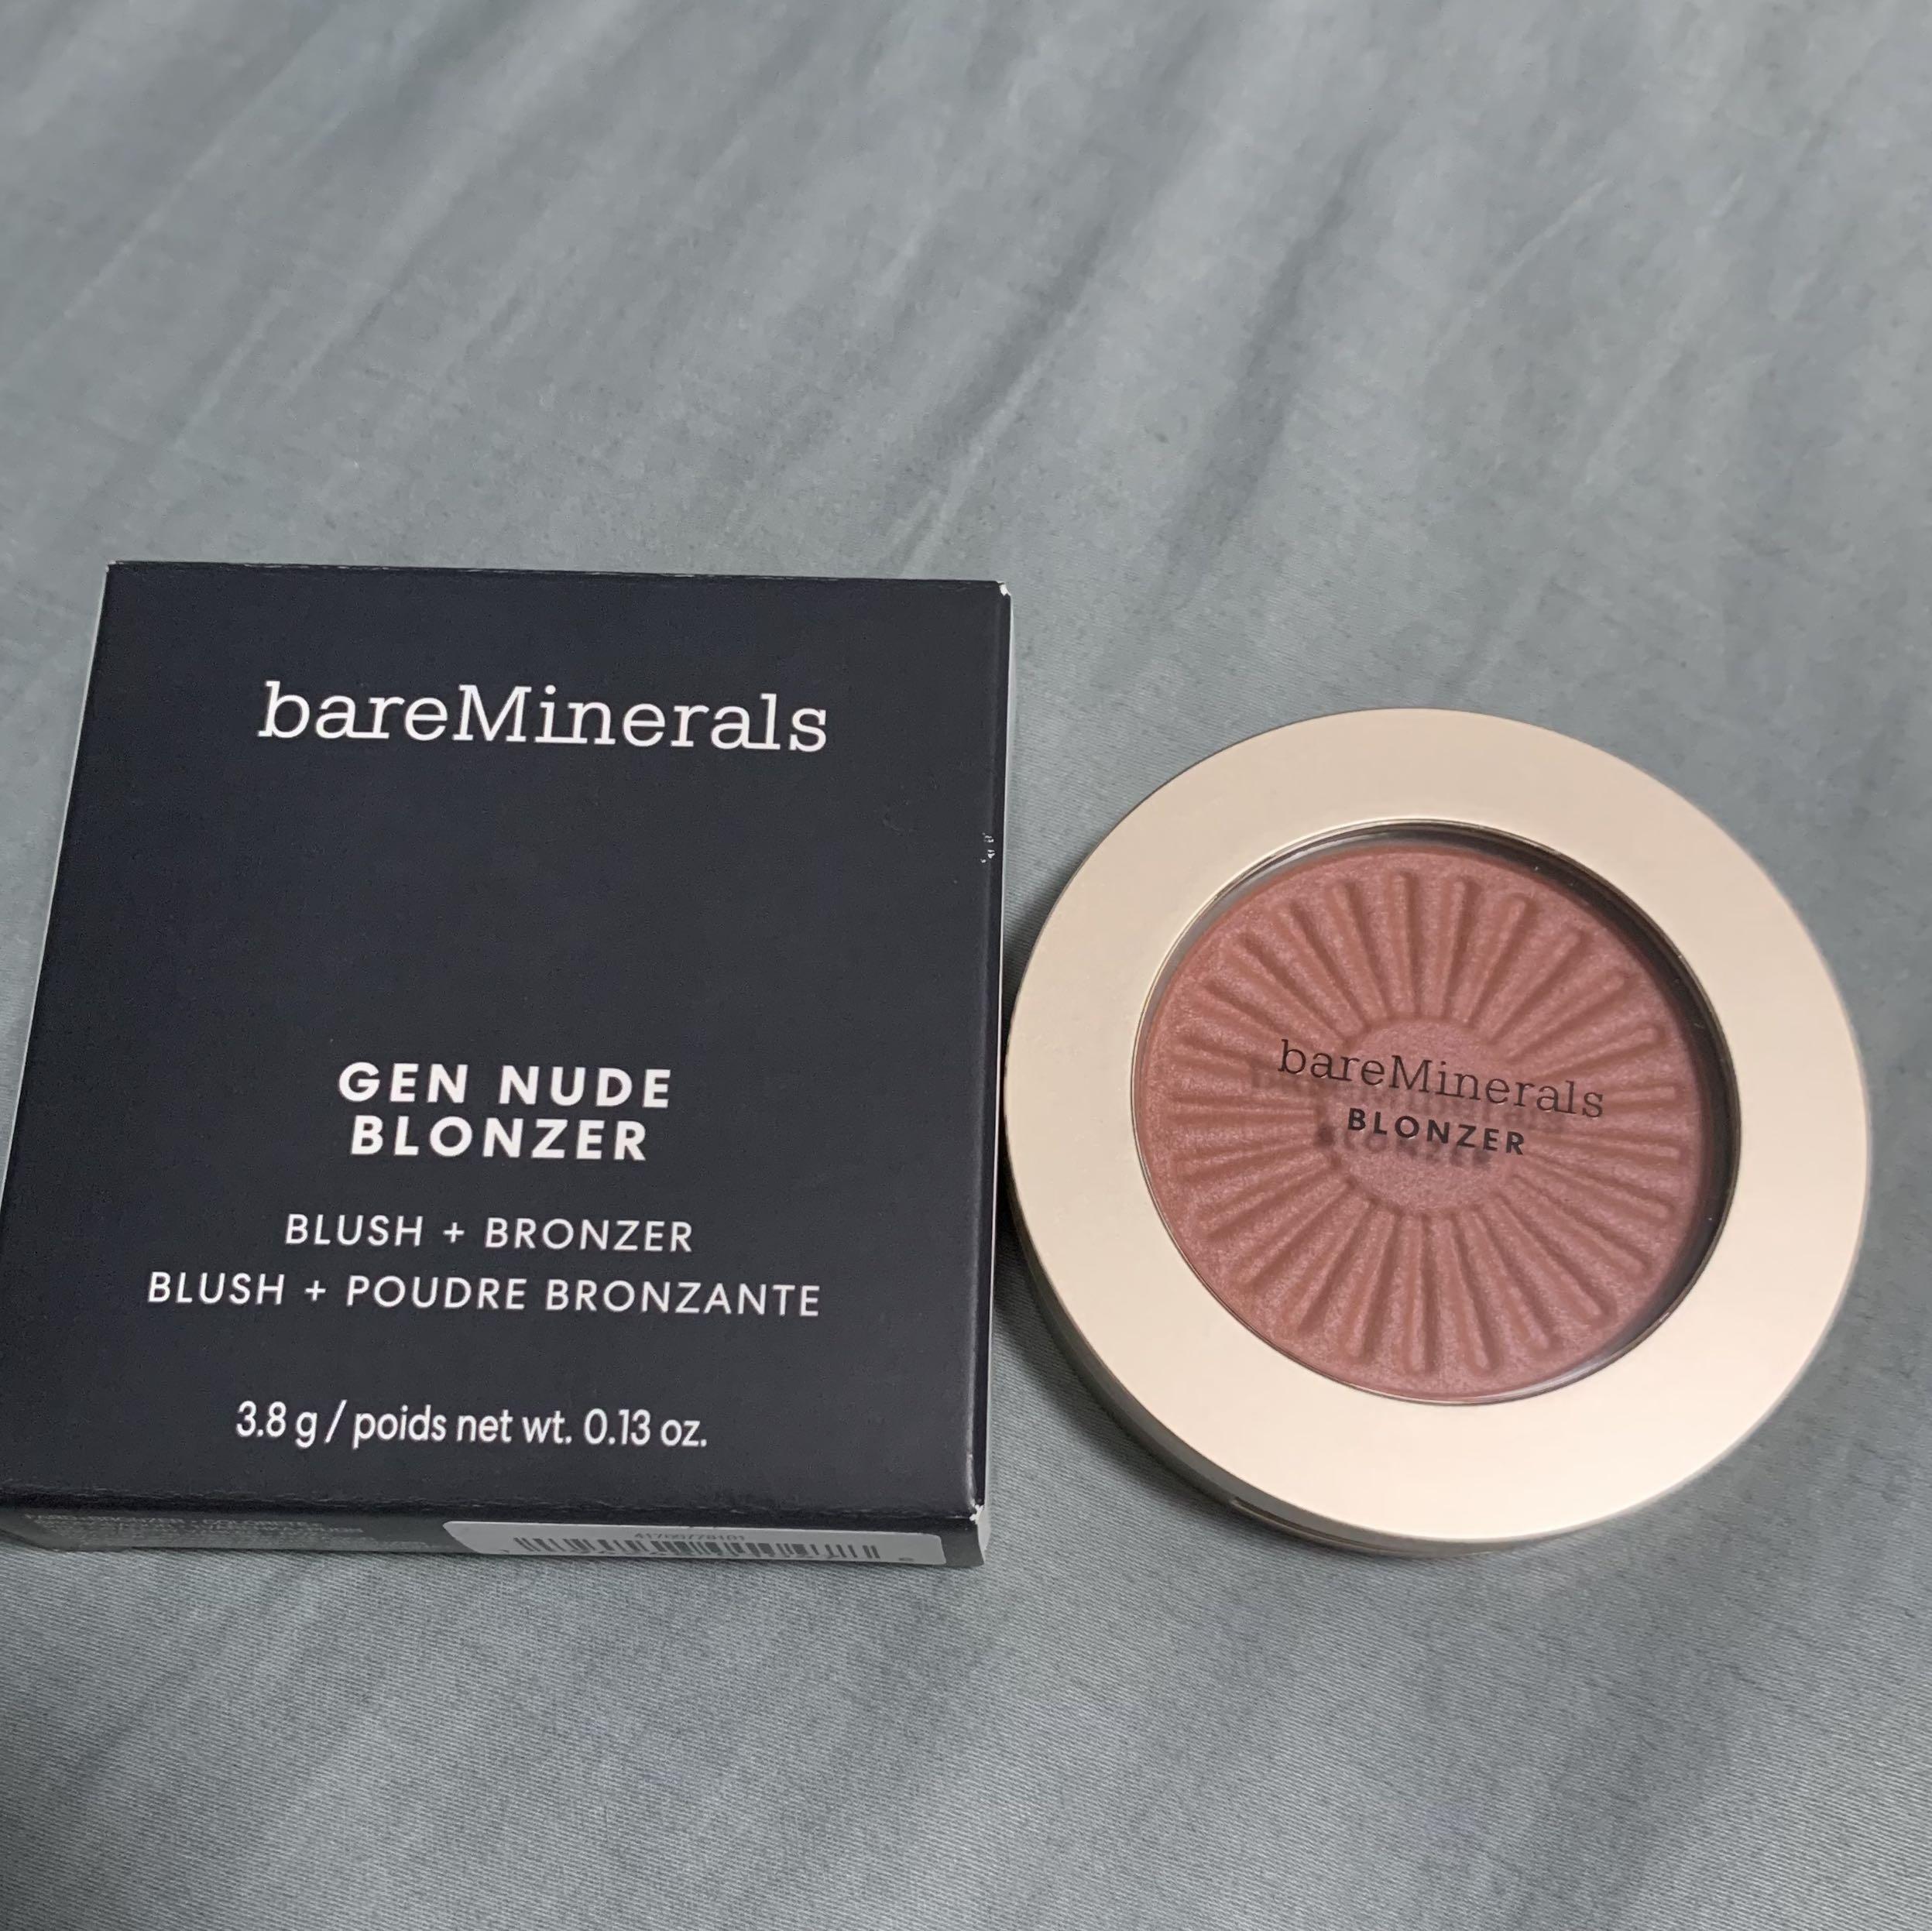 bareMinerals
GEN NUDE
BLONZER
BLUSH + BRONZER
BLUSH + POUDRE BRONZANTE
3.8 g / poids net wt. 0.13 oz.
bareMinerals
BLONZER